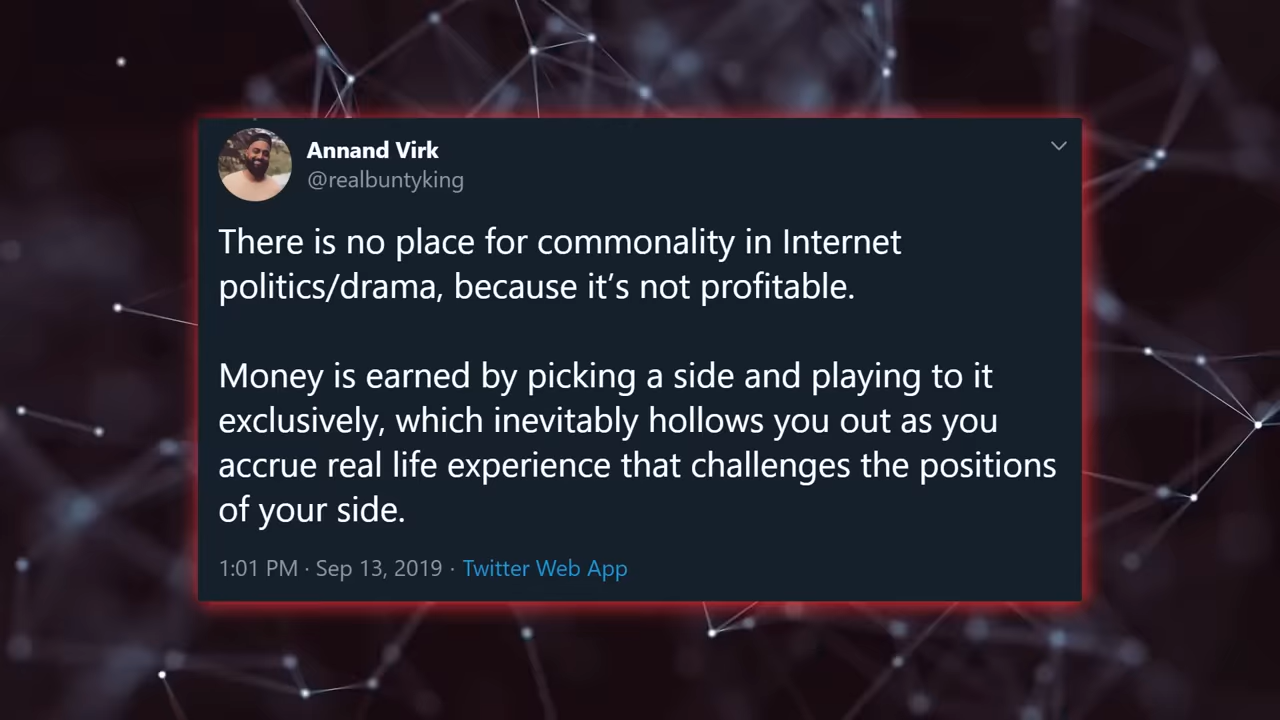 Annand Virk
@realbuntyking
There is no place for commonality in Internet
politics/drama, because it’s not profitable.
Money is earned by picking a side and playing to it
exclusively, which inevitably hollows you out as you
accrue real life experience that challenges the positions
of your side.
1:01 PM · Sep 13, 2019 · Twitter Web App